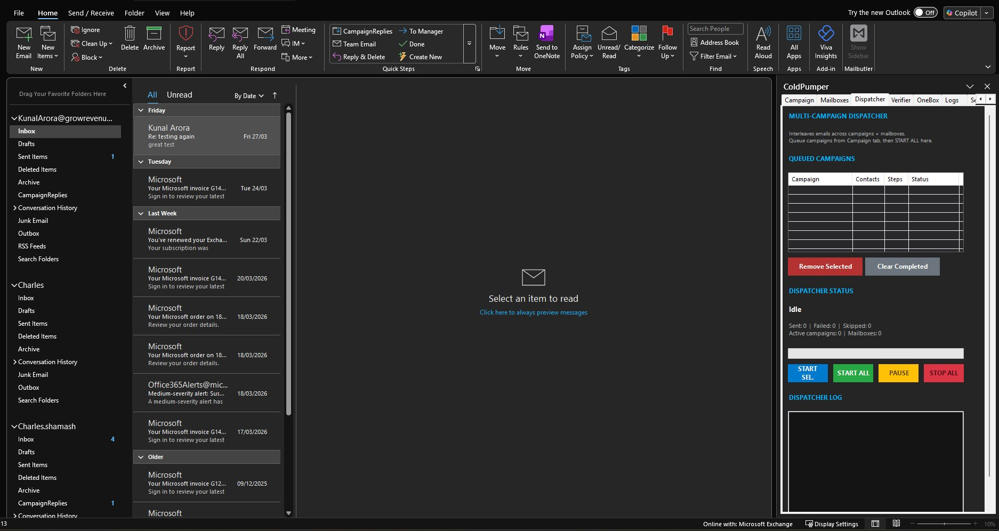 File
Home
Send / Receive
Folder
View
Help
Try the new Outlook
Off
Copilot
New Email
New Items
New
Ignore
Clean Up
Block
Delete
Archive
Delete
Report
Report
Reply
Reply All
Forward
Meeting
IM
More
Respond
CampaignReplies
To Manager
Team Email
Done
Reply & Delete
Create New
Quick Steps
Move
Rules
Send to OneNote
N
Move
Assign Policy
Unread/ Read
Categorize
Follow Up
Tags
Search People
Address Book
Filter Email
Find
Read Aloud
Speech
All Apps
Apps
Viva Insights
Add-in
Show Sidebar
Mailbutler
Drag Your Favorite Folders Here
KunalArora@growrevenu...
Inbox
Drafts
Sent Items 1
Deleted Items
Archive
CampaignReplies
Conversation History
Junk Email
Outbox
RSS Feeds
Search Folders
Charles
Inbox
Drafts
Sent Items
Deleted Items
Archive
Conversation History
Junk Email
Outbox
Search Folders
Charles.shamash
Inbox 4
Drafts
Sent Items
Deleted Items
Archive
CampaignReplies 1
Conversation History
All
Unread
By Date
Friday
Kunal Arora
Re: testing again Fri 27/03
great test
Tuesday
Microsoft
Your Microsoft invoice G14... Tue 24/03
Sign in to review your latest
Last Week
Microsoft
You've renewed your Excha... Sun 22/03
Your subscription was
Microsoft
Your Microsoft invoice G14... 20/03/2026
Sign in to review your latest
Microsoft
Your Microsoft order on 18... 18/03/2026
Review your order details.
Microsoft
Your Microsoft order on 18... 18/03/2026
Review your order details.
Office365Alerts@mic...
Medium-severity alert: Sus... 18/03/2026
A medium-severity alert has
Microsoft
Your Microsoft invoice G14... 17/03/2026
Sign in to review your latest
Older
Microsoft
Your Microsoft invoice G12... 09/12/2025
Sign in to review your latest
Microsoft
Select an item to read
Click here to always preview messages
ColdPumper
Campaign
Mailboxes
Dispatcher
Verifier
OneBox
Logs
MULTI-CAMPAIGN DISPATCHER
Interleaves emails across campaigns + mailboxes.
Queue campaigns from Campaign tab, then START ALL here.
QUEUED CAMPAIGNS
Campaign Contacts Steps Status
Remove Selected
Clear Completed
DISPATCHER STATUS
Idle
Sent: 0 | Failed: 0 | Skipped: 0
Active campaigns: 0 | Mailboxes: 0
START SEL.
START ALL
PAUSE
STOP ALL
DISPATCHER LOG
13
Online with: Microsoft Exchange
Display Settings
10%